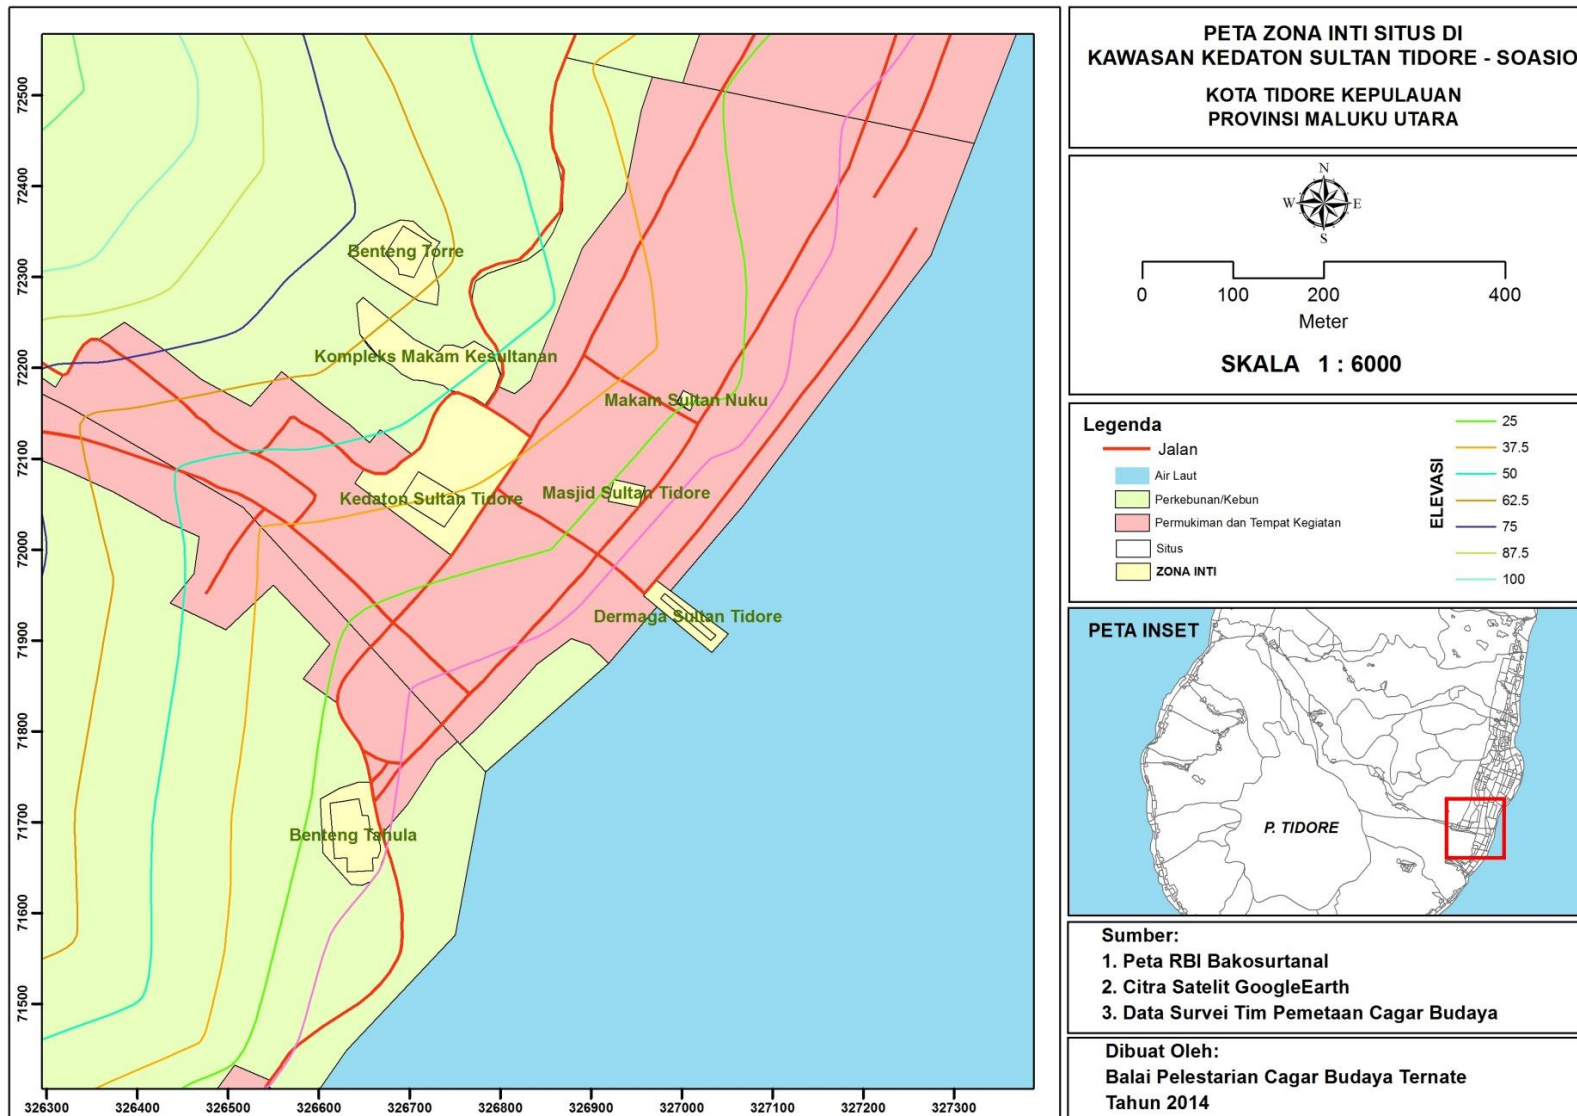 PETA ZONA INTI SITUS DI
KAWASAN KEDATON SULTAN TIDORE - SOASIO
KOTA TIDORE KEPULAUAN
PROVINSI MALUKU UTARA
N
W E
S
0 100 200 400
Meter
SKALA 1 : 6000
Legenda
Jalan
Air Laut
Perkebunan/Kebun
Permukiman dan Tempat Kegiatan
Situs
ZONA INTI
ELEVASI
25
37.5
50
62.5
75
87.5
100
PETA INSET
P. TIDORE
Sumber:
1. Peta RBI Bakosurtanal
2. Citra Satelit GoogleEarth
3. Data Survei Tim Pemetaan Cagar Budaya
Dibuat Oleh:
Balai Pelestarian Cagar Budaya Ternate
Tahun 2014
Benteng Torre
Kompleks Makam Kesultanan
Makam Sultan Nuku
Kedaton Sultan Tidore
Masjid Sultan Tidore
Dermaga Sultan Tidore
Benteng Tahula
72500
72400
72300
72200
72100
72000
71900
71800
71700
71600
71500
326300 326400 326500 326600 326700 326800 326900 327000 327100 327200 327300